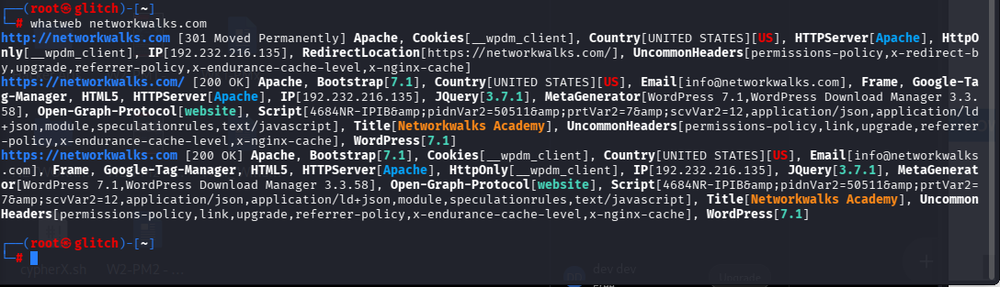 ┌──(root㉿glitch)-[~]
└─# whatweb networkwalks.com
http://networkwalks.com [301 Moved Permanently] Apache, Cookies[__wpdm_client], Country[UNITED STATES][US], HTTPServer[Apache], HttpO
nly[__wpdm_client], IP[192.232.216.135], RedirectLocation[https://networkwalks.com/], UncommonHeaders[permissions-policy,x-redirect-b
y,upgrade,referrer-policy,x-endurance-cache-level,x-nginx-cache]
https://networkwalks.com/ [200 OK] Apache, Bootstrap[7.1], Country[UNITED STATES][US], Email[info@networkwalks.com], Frame, Google-Ta
g-Manager, HTML5, HTTPServer[Apache], IP[192.232.216.135], JQuery[3.7.1], MetaGenerator[WordPress 7.1,WordPress Download Manager 3.3.
58], Open-Graph-Protocol[website], Script[4684NR-IPIB&amp;pidnVar2=50511&amp;prtVar2=7&amp;scvVar2=12,application/json,application/ld
+json,module,speculationrules,text/javascript], Title[Networkwalks Academy], UncommonHeaders[permissions-policy,link,upgrade,referrer
-policy,x-endurance-cache-level,x-nginx-cache], WordPress[7.1]
https://networkwalks.com [200 OK] Apache, Bootstrap[7.1], Cookies[__wpdm_client], Country[UNITED STATES][US], Email[info@networkwalks
.com], Frame, Google-Tag-Manager, HTML5, HTTPServer[Apache], HttpOnly[__wpdm_client], IP[192.232.216.135], JQuery[3.7.1], MetaGenerat
or[WordPress 7.1,WordPress Download Manager 3.3.58], Open-Graph-Protocol[website], Script[4684NR-IPIB&amp;pidnVar2=50511&amp;prtVar2=
7&amp;scvVar2=12,application/json,application/ld+json,module,speculationrules,text/javascript], Title[Networkwalks Academy], Uncommon
Headers[permissions-policy,link,upgrade,referrer-policy,x-endurance-cache-level,x-nginx-cache], WordPress[7.1]
┌──(root㉿glitch)-[~]
└─#
cypherX.sh W2-PM2 - ... dev dev
Upgrade